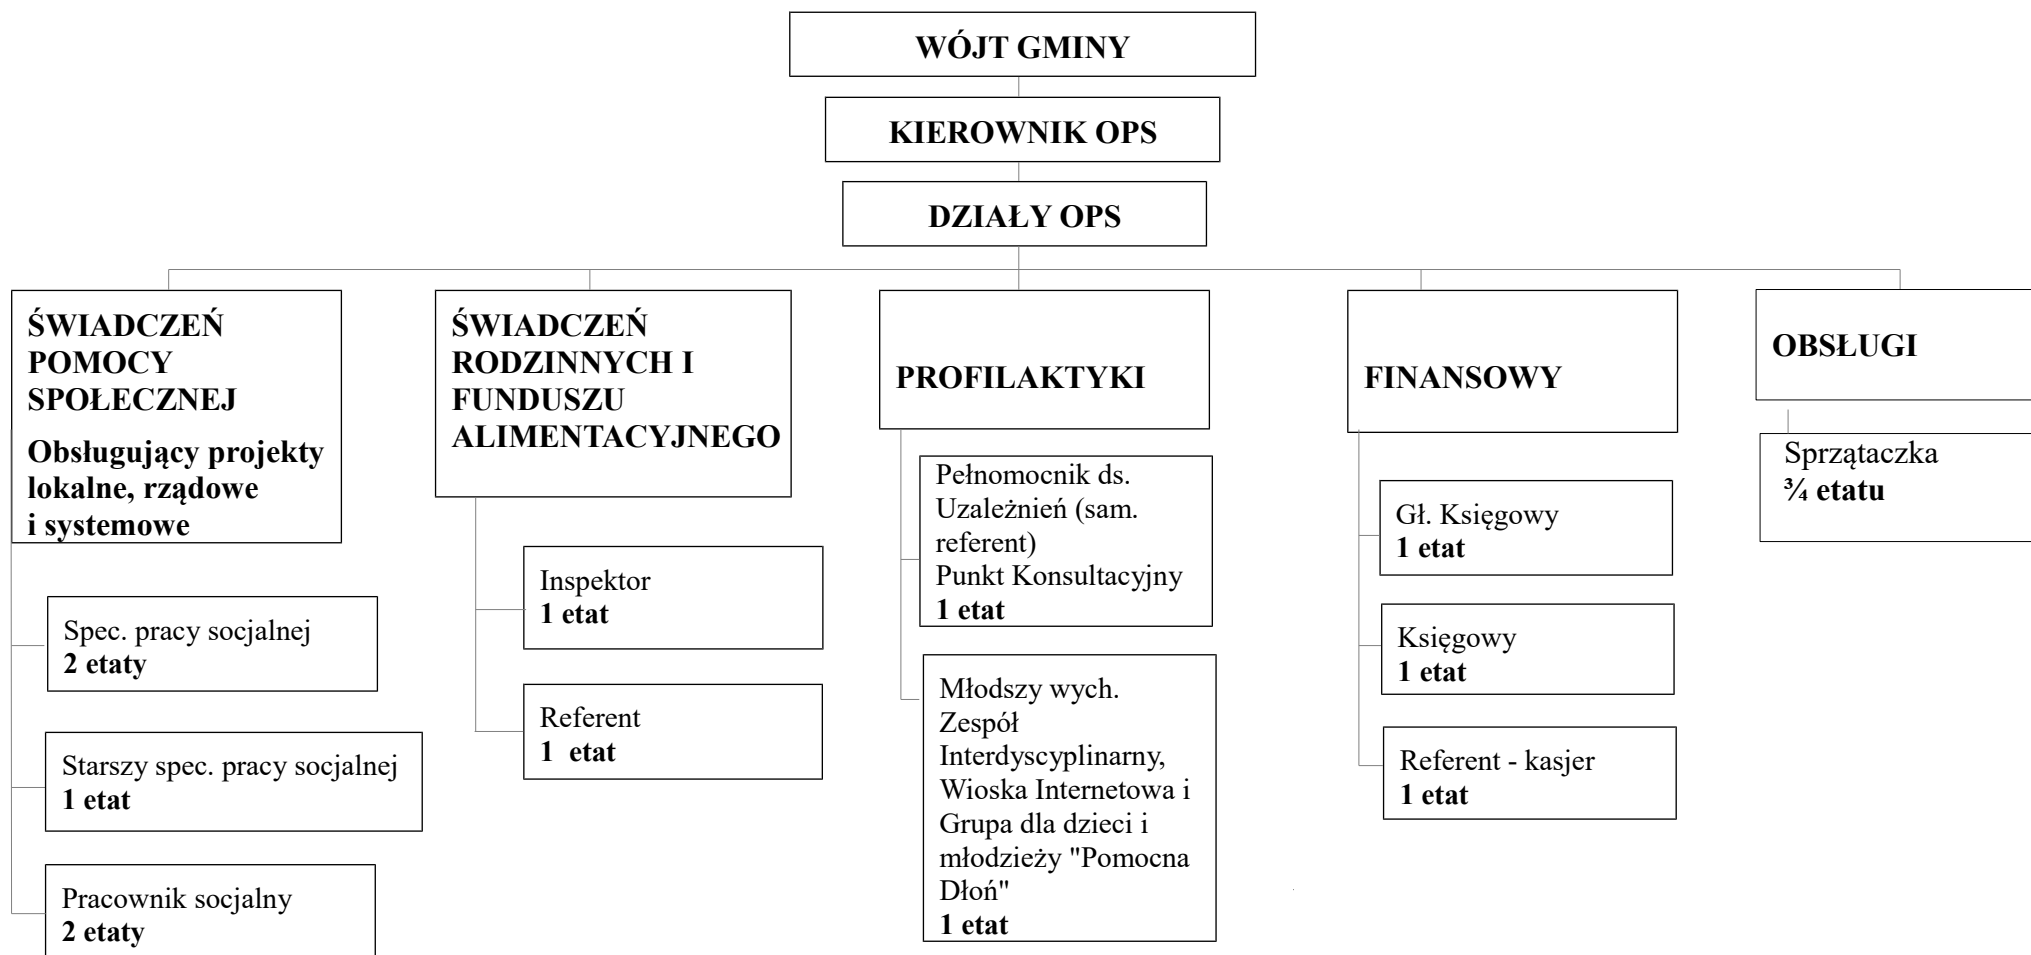 WÓJT GMINY
KIEROWNIK OPS
DZIAŁY OPS
ŚWIADCZEŃ
POMOCY
SPOŁECZNEJ
Obsługujący projekty
lokalne, rządowe
i systemowe
Spec. pracy socjalnej
2 etaty
Starszy spec. pracy socjalnej
1 etat
Pracownik socjalny
2 etaty
ŚWIADCZEŃ
RODZINNYCH I
FUNDUSZU
ALIMENTACYJNEGO
Inspektor
1 etat
Referent
1 etat
PROFILAKTYKI
Pełnomocnik ds.
Uzależnień (sam.
referent)
Punkt Konsultacyjny
1 etat
Młodszy wych.
Zespół
Interdyscyplinarny,
Wioska Internetowa i
Grupa dla dzieci i
młodzieży "Pomocna
Dłoń"
1 etat
FINANSOWY
Gł. Księgowy
1 etat
Księgowy
1 etat
Referent - kasjer
1 etat
OBSŁUGI
Sprzątaczka
¾ etatu